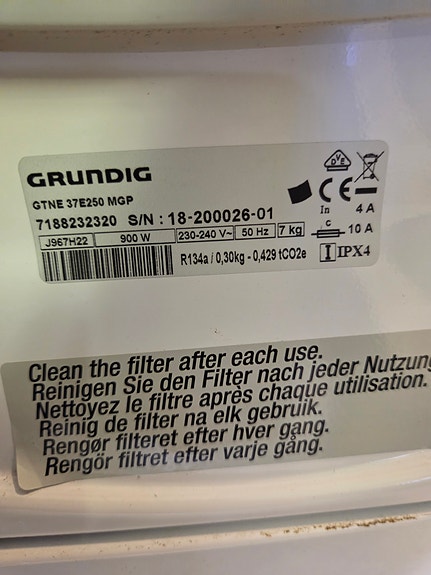 GRUNDIG
GTNE 37E250 MGP
7188232320 S/N : 18-200026-01
J967H22 900 W 230-240 V~ 50 Hz 7 kg
R134a / 0,30kg - 0,429 tCO2e
DVE
CE
In 4 A
C 10 A
I IPX4
Clean the filter after each use.
Reinigen Sie den Filter nach jeder Nutzung
Nettoyez le filtre après chaque utilisation.
Reinig de filter na elk gebruik.
Rengør filteret efter hver gang.
Rengör filtret efter varje gång.